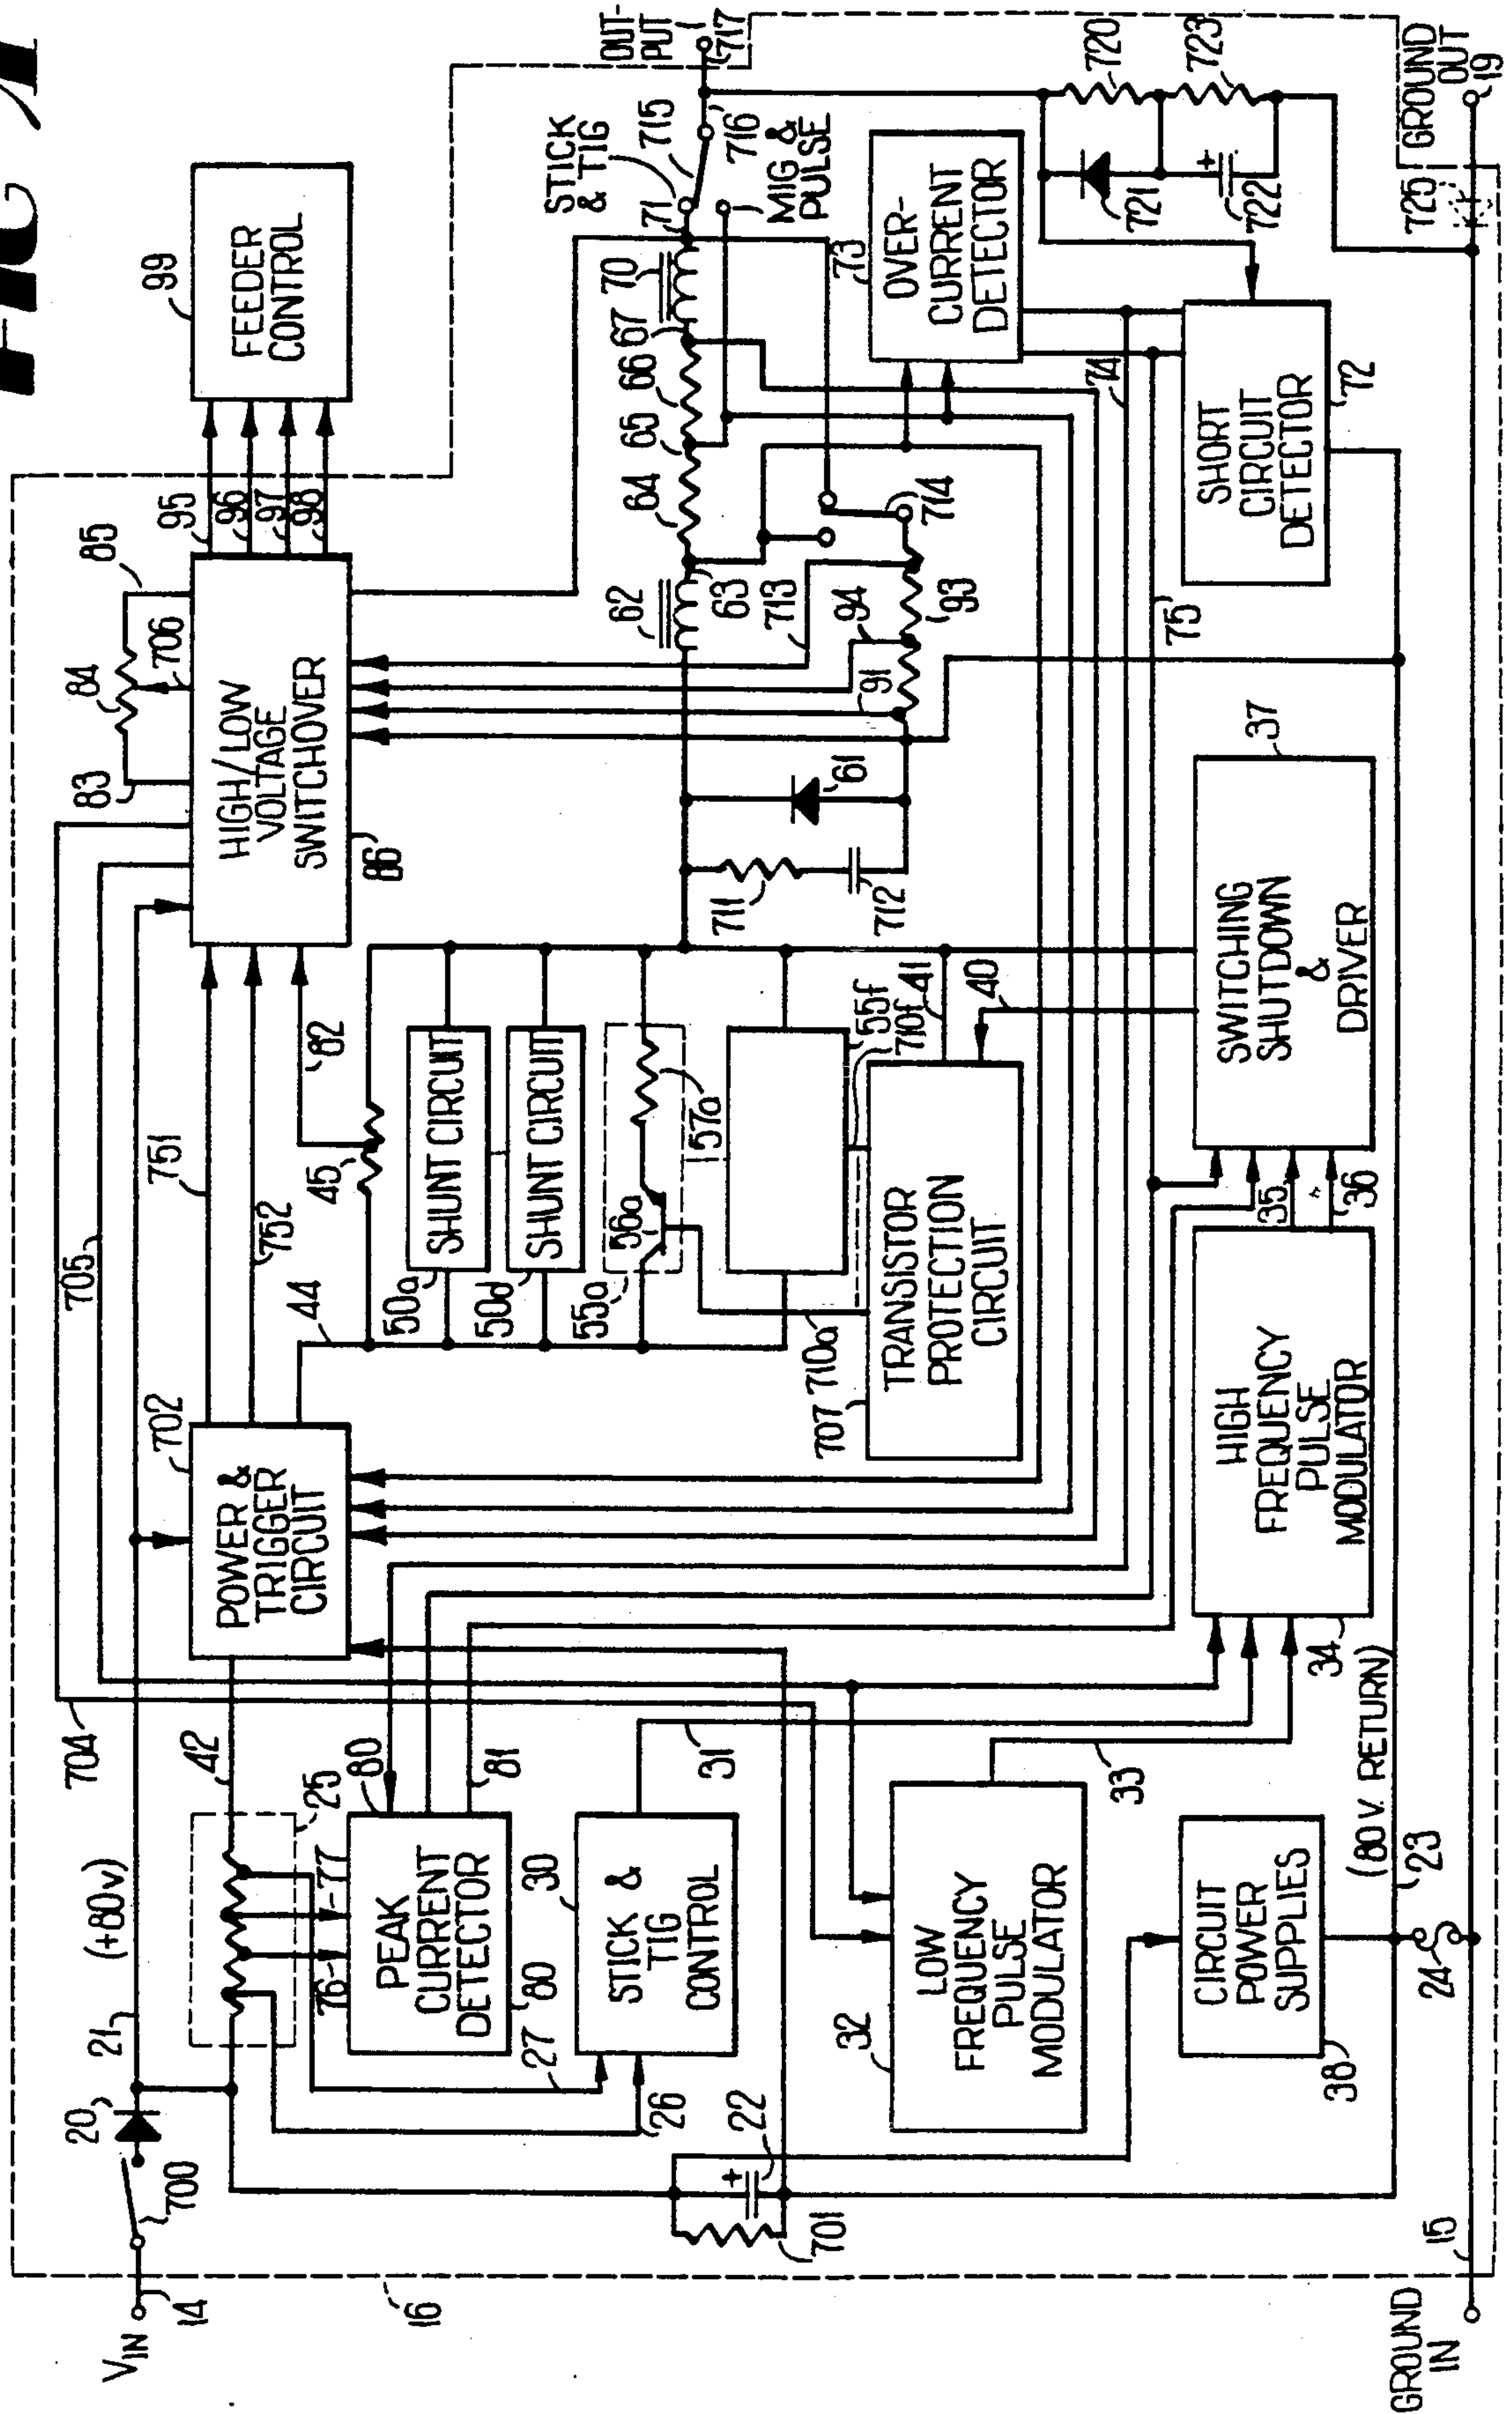 FIG
VIN
14
700
20
21
(+80v)
704
705
42
25
702
POWER &
TRIGGER
CIRCUIT
751
752
44
82
45
83
84
706
85
HIGH/LOW
VOLTAGE
SWITCHOVER
86
95
96
97
98
99
FEEDER
CONTROL
76
77
PEAK
CURRENT
DETECTOR
80
80
81
27
26
30
STICK &
TIG
CONTROL
31
22
701
16
32
LOW
FREQUENCY
PULSE
MODULATOR
33
CIRCUIT
POWER
SUPPLIES
38
(80 V. RETURN)
23
24
15
GROUND
IN
34
HIGH
FREQUENCY
PULSE
MODULATOR
35
36
37
SWITCHING
SHUTDOWN
&
DRIVER
50a
SHUNT CIRCUIT
50d
SHUNT CIRCUIT
55a
56a
57a
55f
710f
710a
707
TRANSISTOR
PROTECTION
CIRCUIT
41
40
711
712
61
62
63
64
65
66
67
70
71
713
91
94
93
714
STICK
& TIG
715
716
MIG &
PULSE
OUT-
PUT
717
73
OVER-
CURRENT
DETECTOR
74
75
SHORT
CIRCUIT
DETECTOR
72
720
721
722
723
725
GROUND
OUT
19